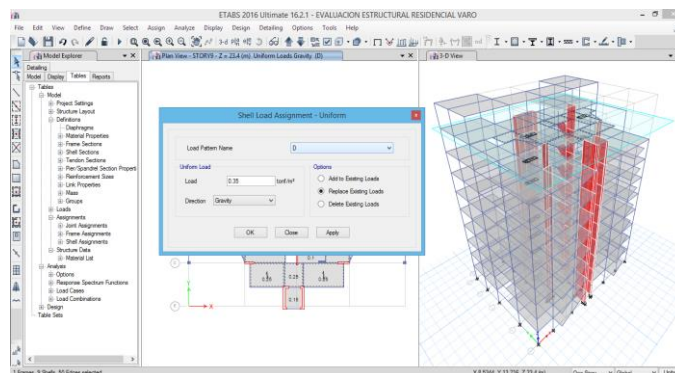 ETABS 2016 Ultimate 16.2.1 - EVALUACION ESTRUCTURAL RESIDENCIAL VARO
File Edit View Define Draw Select Assign Analyze Display Design Detailing Options Tools Help
Model Explorer
Plan View - STORY9 - Z = 23.4 (m) Uniform Loads Gravity (D)
3-D View
Detailing
Model Display Tables Reports
Tables
Model
Project Settings
Structure Layout
Definitions
Diaphragms
Material Properties
Frame Sections
Shell Sections
Tendon Sections
Pier/Spandrel Section Properti
Reinforcement Sizes
Link Properties
Mass
Groups
Loads
Assignments
Joint Assignments
Frame Assignments
Shell Assignments
Structure Data
Material List
Analysis
Options
Response Spectrum Functions
Load Cases
Load Combinations
Design
Table Sets
Shell Load Assignment - Uniform
Load Pattern Name D
Uniform Load
Load 0.35 tonf/m²
Direction Gravity
Options
Add to Existing Loads
Replace Existing Loads
Delete Existing Loads
OK Close Apply
0.25
0.15
X